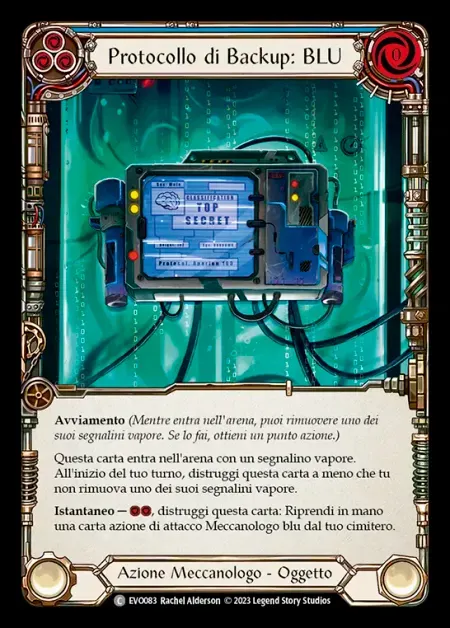 Protocollo di Backup: BLU
0
CLASSIFICATION
TOP
SECRET
Avviamento (Mentre entra nell'arena, puoi rimuovere uno dei
suoi segnalini vapore. Se lo fai, ottieni un punto azione.)
Questa carta entra nell'arena con un segnalino vapore.
All'inizio del tuo turno, distruggi questa carta a meno che tu
non rimuova uno dei suoi segnalini vapore.
Istantaneo — , distruggi questa carta: Riprendi in mano
una carta azione di attacco Meccanologo blu dal tuo cimitero.
Azione Meccanologo - Oggetto
C EVO083 Rachel Alderson © 2023 Legend Story Studios